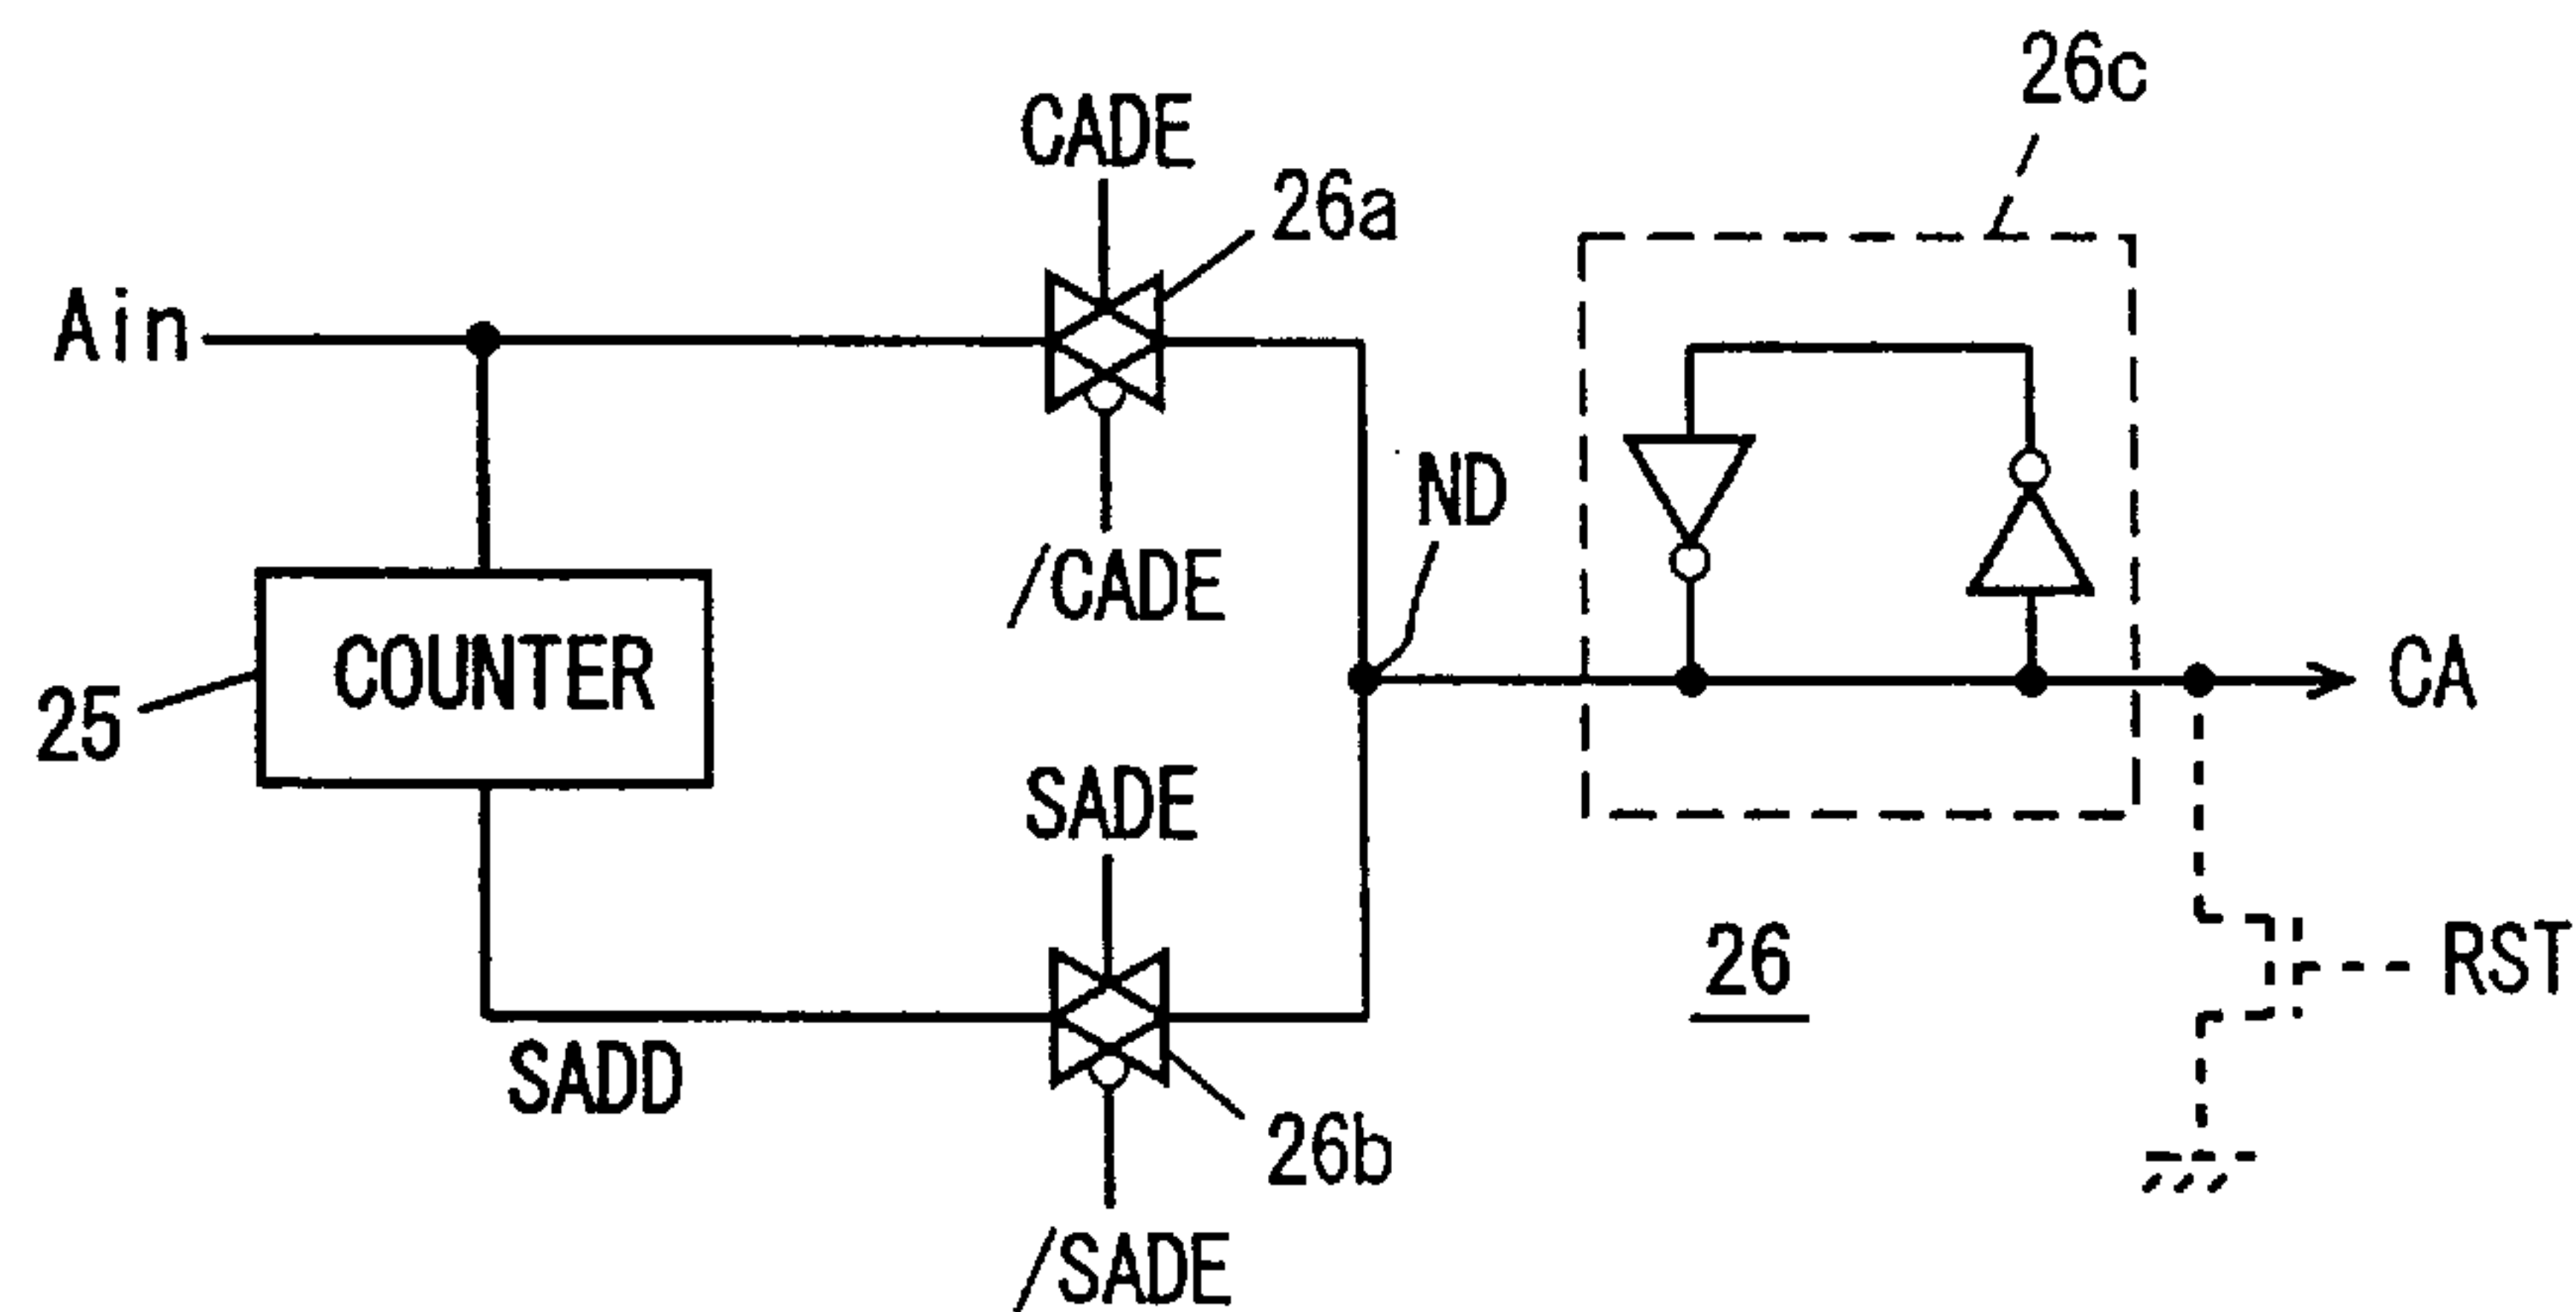 26c
CADE
26a
Ain
/CADE
ND
COUNTER
25
CA
SADE
SADD
26b
26
RST
/SADE